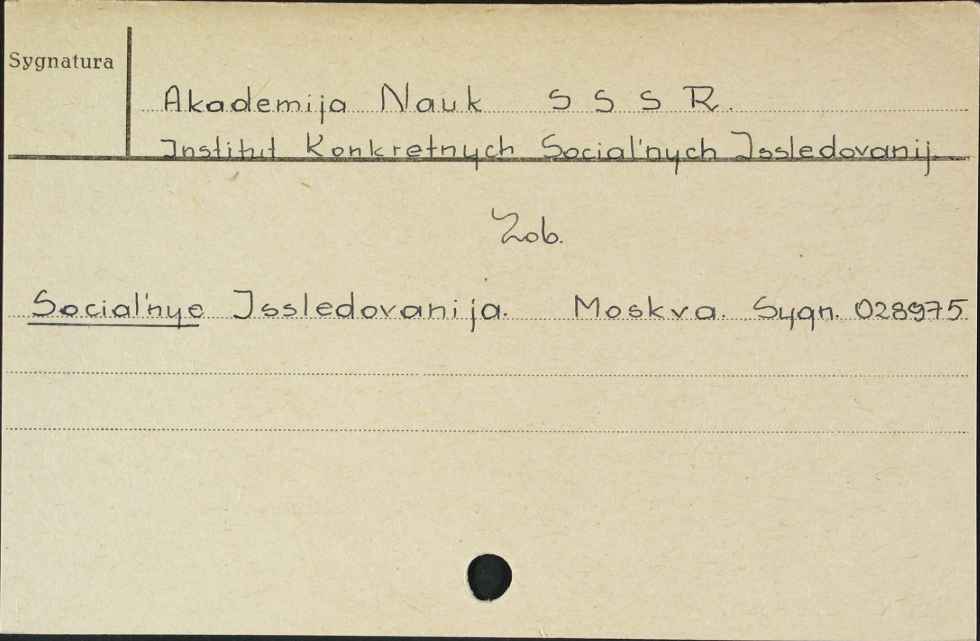 Sygnatura
Akademija Nauk S S S R.
Institut Konkretnych Social'nych Issledovanij.
Zob.
Social'nye Issledovanija. Moskva. Sygn. 028975